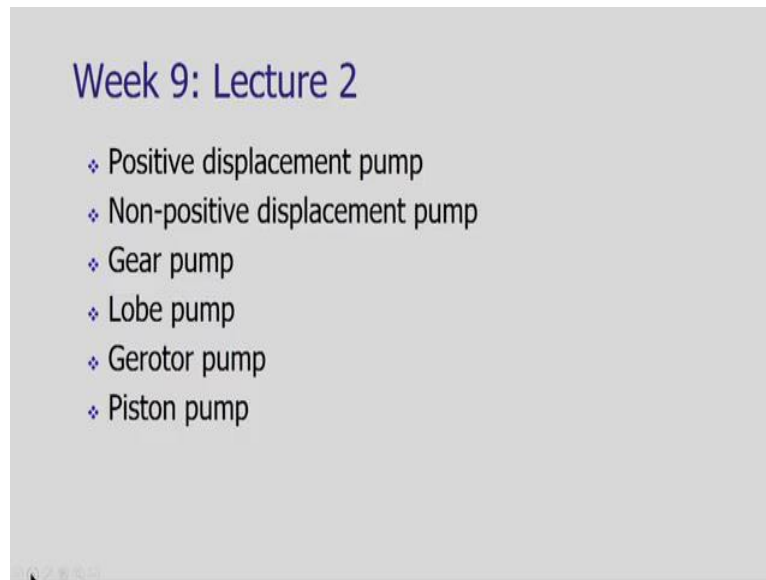 Week 9: Lecture 2
Positive displacement pump
Non-positive displacement pump
Gear pump
Lobe pump
Gerotor pump
Piston pump